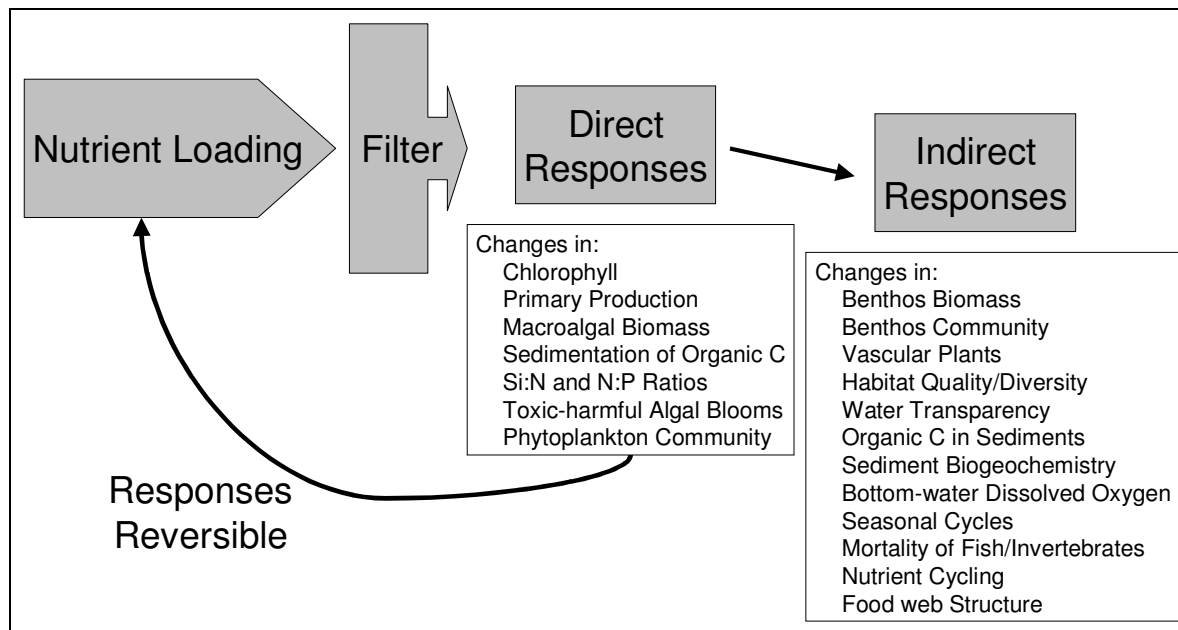 Nutrient Loading
Filter
Direct
Responses
Indirect
Responses
Changes in:
Chlorophyll
Primary Production
Macroalgal Biomass
Sedimentation of Organic C
Si:N and N:P Ratios
Toxic-harmful Algal Blooms
Phytoplankton Community
Changes in:
Benthos Biomass
Benthos Community
Vascular Plants
Habitat Quality/Diversity
Water Transparency
Organic C in Sediments
Sediment Biogeochemistry
Bottom-water Dissolved Oxygen
Seasonal Cycles
Mortality of Fish/Invertebrates
Nutrient Cycling
Food web Structure
Responses
Reversible